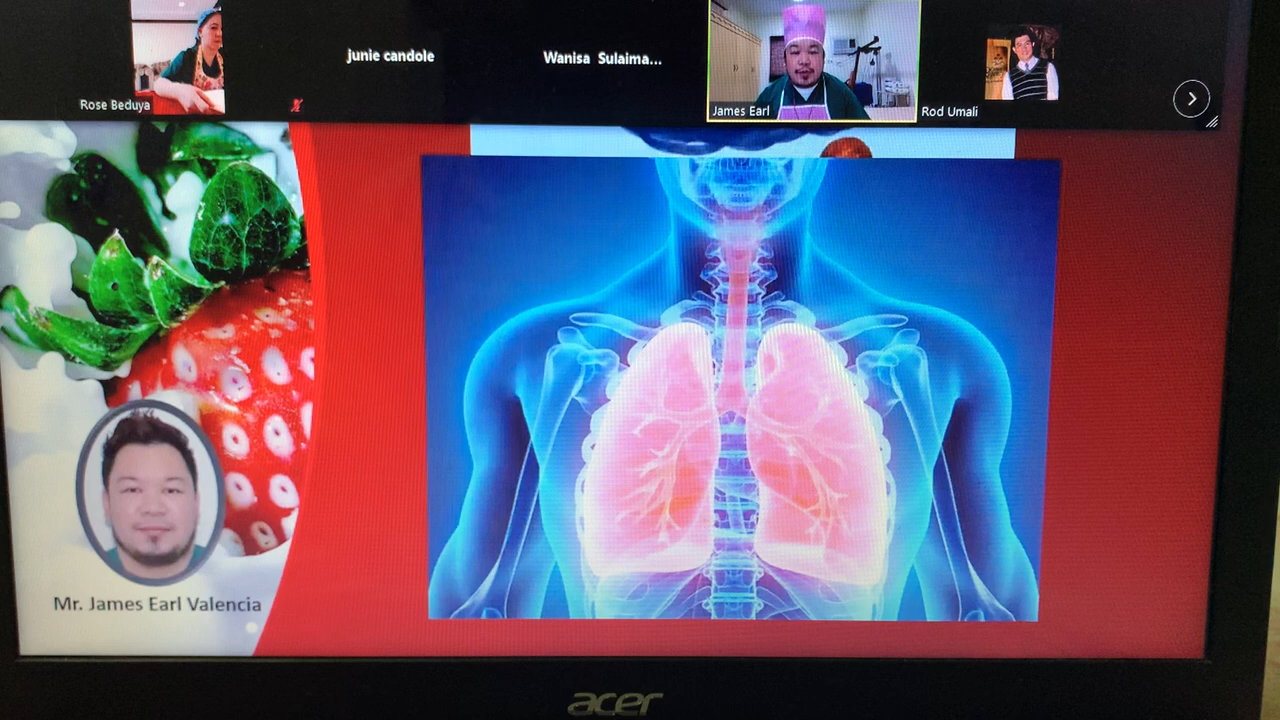 Rose Beduya
junie candole
Wanisa Sulaima...
James Earl
Rod Umali
Mr. James Earl Valencia
acer